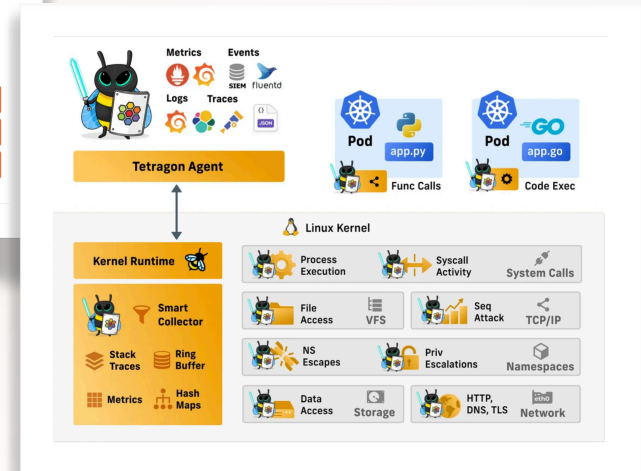 Metrics Events
SIEM fluentd
Logs Traces
{} JSON
Tetragon Agent
Pod
app.py
Func Calls
Pod
GO
app.go
Code Exec
Linux Kernel
Kernel Runtime
Smart
Collector
Stack
Traces
Ring
Buffer
Metrics
Hash
Maps
Process
Execution
Syscall
Activity
System Calls
File
Access
VFS
Seq
Attack
TCP/IP
NS
Escapes
Priv
Escalations
Namespaces
Data
Access
Storage
HTTP,
DNS, TLS
eth0
Network